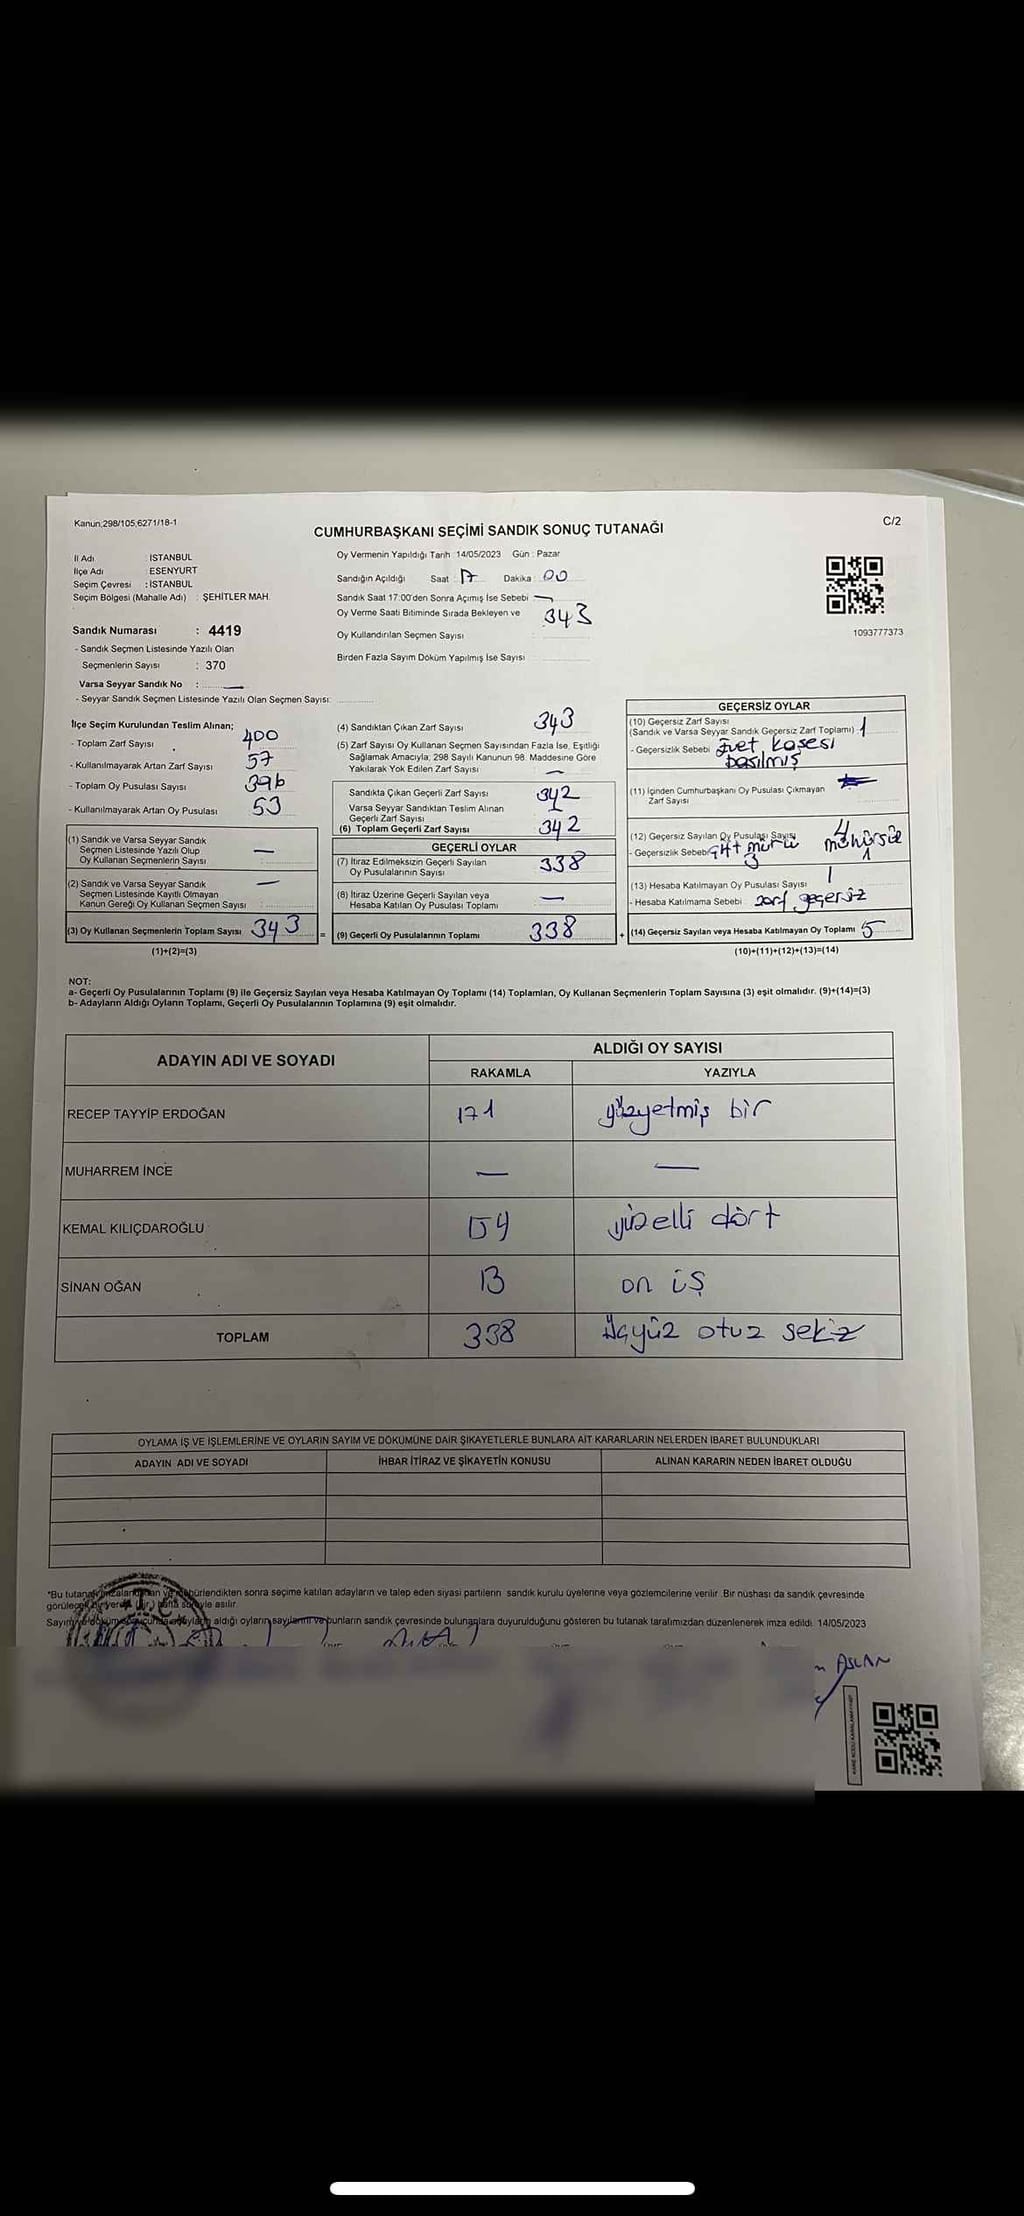 Kanun;298/105,6271/18-1
C/2
CUMHURBAŞKANI SEÇİMİ SANDIK SONUÇ TUTANAĞI
İl Adı : İSTANBUL
İlçe Adı : ESENYURT
Seçim Çevresi : İSTANBUL
Seçim Bölgesi (Mahalle Adı) : ŞEHİTLER MAH.
Sandık Numarası : 4419
- Sandık Seçmen Listesinde Yazılı Olan
Seçmenlerin Sayısı : 370
Varsa Seyyar Sandık No : —
- Seyyar Sandık Seçmen Listesinde Yazılı Olan Seçmen Sayısı:
Oy Vermenin Yapıldığı Tarih : 14/05/2023 Gün : Pazar
Sandığın Açıldığı Saat 17 Dakika : 00
Sandık Saat 17:00'den Sonra Açımış İse Sebebi —
Oy Verme Saati Bitiminde Sırada Bekleyen ve 343
Oy Kullandırılan Seçmen Sayısı
Birden Fazla Sayım Döküm Yapılmış İse Sayısı
1093777373
İlçe Seçim Kurulundan Teslim Alınan;
- Toplam Zarf Sayısı 400
- Kullanılmayarak Artan Zarf Sayısı 57
- Toplam Oy Pusulası Sayısı 396
- Kullanılmayarak Artan Oy Pusulası 53
(1) Sandık ve Varsa Seyyar Sandık
Seçmen Listesinde Yazılı Olup
Oy Kullanan Seçmenlerin Sayısı —
(2) Sandık ve Varsa Seyyar Sandık
Seçmen Listesinde Kayıtlı Olmayan
Kanun Gereği Oy Kullanan Seçmen Sayısı —
(3) Oy Kullanan Seçmenlerin Toplam Sayısı 343 =
(1)+(2)=(3)
(4) Sandıktan Çıkan Zarf Sayısı 343
(5) Zarf Sayısı Oy Kullanan Seçmen Sayısından Fazla İse, Eşitliği
Sağlamak Amacıyla; 298 Sayılı Kanunun 98. Maddesine Göre
Yakılarak Yok Edilen Zarf Sayısı —
Sandıkta Çıkan Geçerli Zarf Sayısı 342
Varsa Seyyar Sandıktan Teslim Alınan
Geçerli Zarf Sayısı —
(6) Toplam Geçerli Zarf Sayısı 342
GEÇERLİ OYLAR
(7) İtiraz Edilmeksizin Geçerli Sayılan
Oy Pusulalarının Sayısı 338
(8) İtiraz Üzerine Geçerli Sayılan veya
Hesaba Katılan Oy Pusulası Toplamı —
(9) Geçerli Oy Pusulalarının Toplamı 338 +
GEÇERSİZ OYLAR
(10) Geçersiz Zarf Sayısı
(Sandık ve Varsa Seyyar Sandık Geçersiz Zarf Toplamı) 1
- Geçersizlik Sebebi Evet kaşesi
basılmış
(11) İçinden Cumhurbaşkanı Oy Pusulası Çıkmayan
Zarf Sayısı
(12) Geçersiz Sayılan Oy Pusulası Sayısı 4
- Geçersizlik Sebebi çift mührü mühürsüz
3 1
(13) Hesaba Katılmayan Oy Pusulası Sayısı 1
- Hesaba Katılmama Sebebi zarf geçersiz
(14) Geçersiz Sayılan veya Hesaba Katılmayan Oy Toplamı 5
(10)+(11)+(12)+(13)=(14)
NOT:
a- Geçerli Oy Pusulalarının Toplamı (9) ile Geçersiz Sayılan veya Hesaba Katılmayan Oy Toplamı (14) Toplamları, Oy Kullanan Seçmenlerin Toplam Sayısına (3) eşit olmalıdır. (9)+(14)=(3)
b- Adayların Aldığı Oyların Toplamı, Geçerli Oy Pusulalarının Toplamına (9) eşit olmalıdır.
ADAYIN ADI VE SOYADI
ALDIĞI OY SAYISI
RAKAMLA YAZIYLA
RECEP TAYYİP ERDOĞAN 171 yüzyetmiş bir
MUHARREM İNCE — —
KEMAL KILIÇDAROĞLU 154 yüzelli dört
SİNAN OĞAN 13 on üş
TOPLAM 338 üçyüz otuz sekiz
OYLAMA İŞ VE İŞLEMLERİNE VE OYLARIN SAYIM VE DÖKÜMÜNE DAİR ŞİKAYETLERLE BUNLARA AİT KARARLARIN NELERDEN İBARET BULUNDUKLARI
ADAYIN ADI VE SOYADI İHBAR İTİRAZ VE ŞİKAYETİN KONUSU ALINAN KARARIN NEDEN İBARET OLDUĞU
*Bu tutanak imzalandıktan ve mühürlendikten sonra seçime katılan adayların ve talep eden siyasi partilerin sandık kurulu üyelerine veya gözlemcilerine verilir. Bir nüshası da sandık çevresinde
görülecek bir yere (bir) hafta süreyle asılır.
aldığı oyların sayılarını ve bunların sandık çevresinde bulunanlara duyurulduğunu gösteren bu tutanak tarafımızdan düzenlenerek imza edildi. 14/05/2023
T.C.
ASLAN